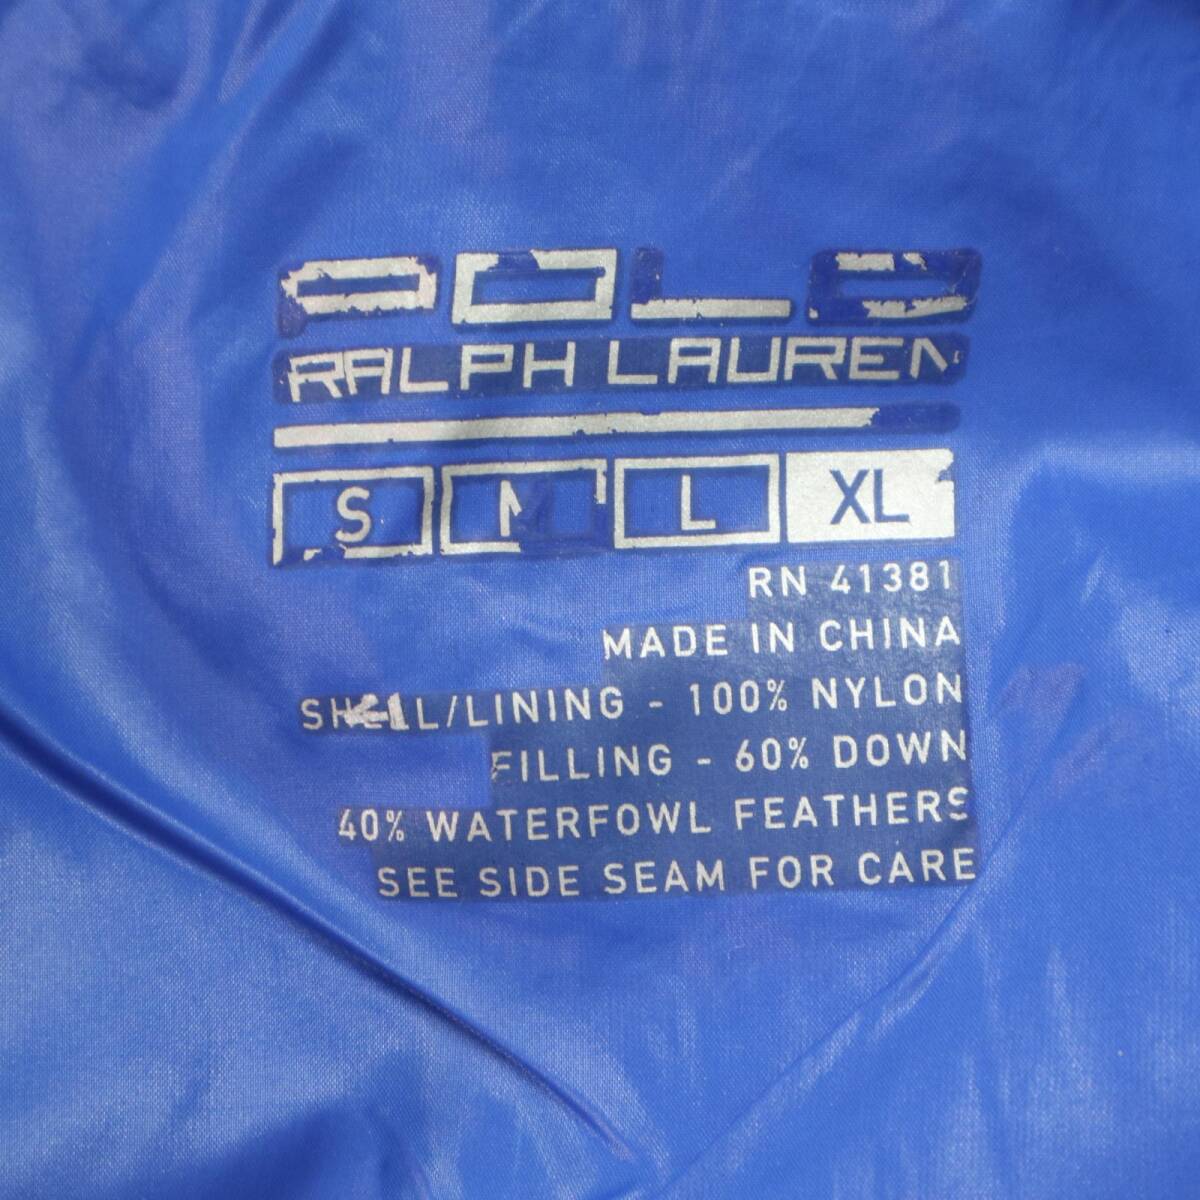 POLO
RALPH LAUREN
S M L XL
RN 41381
MADE IN CHINA
SHELL/LINING - 100% NYLON
FILLING - 60% DOWN
40% WATERFOWL FEATHERS
SEE SIDE SEAM FOR CARE